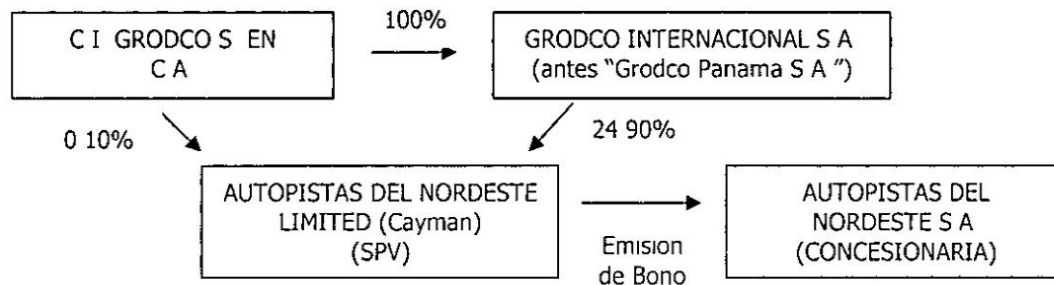 100%
C I GRODCO S EN
C A
GRODCO INTERNACIONAL S A
(antes "Grodco Panama S A ")
0 10%
24 90%
AUTOPISTAS DEL NORDESTE
LIMITED (Cayman)
(SPV)
Emision
de Bono
AUTOPISTAS DEL
NORDESTE S A
(CONCESIONARIA)